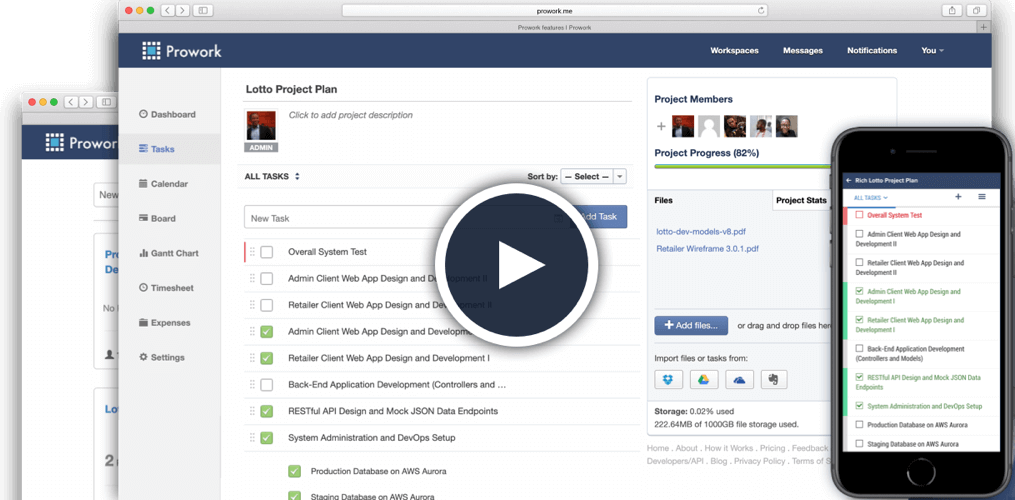 prowork.me
Prowork features | Prowork
Prowork
Workspaces
Messages
Notifications
You
Dashboard
Tasks
Calendar
Board
Gantt Chart
Timesheet
Expenses
Settings
Lotto Project Plan
Click to add project description
ADMIN
ALL TASKS
Sort by:
— Select —
New Task
Add Task
Overall System Test
Admin Client Web App Design and Development II
Retailer Client Web App Design and
Admin Client Web App Design and Developme
Retailer Client Web App Design and Development I
Back-End Application Development (Controllers and ...
RESTful API Design and Mock JSON Data Endpoints
System Administration and DevOps Setup
Production Database on AWS Aurora
Staging Database on AWS Aurora
Project Members
Project Progress (82%)
Files
Project Stats
lotto-dev-models-v8.pdf
Retailer Wireframe 3.0.1.pdf
+ Add files...
or drag and drop files here
Import files or tasks from:
Storage: 0.02% used
222.64MB of 1000GB file storage used.
Home . About . How it Works . Pricing . Feedback
Developers/API . Blog . Privacy Policy . Terms of S
Rich Lotto Project Plan
ALL TASKS
Overall System Test
Admin Client Web App Design and
Development II
Retailer Client Web App Design and
Development II
Admin Client Web App Design and
Development I
Retailer Client Web App Design and
Development I
Back-End Application Development
(Controllers and Models)
RESTful API Design and Mock JSON Data
Endpoints
System Administration and DevOps Setup
Production Database on AWS Aurora
Staging Database on AWS Aurora
Prowor
New
Pro
De
No
Lo
2